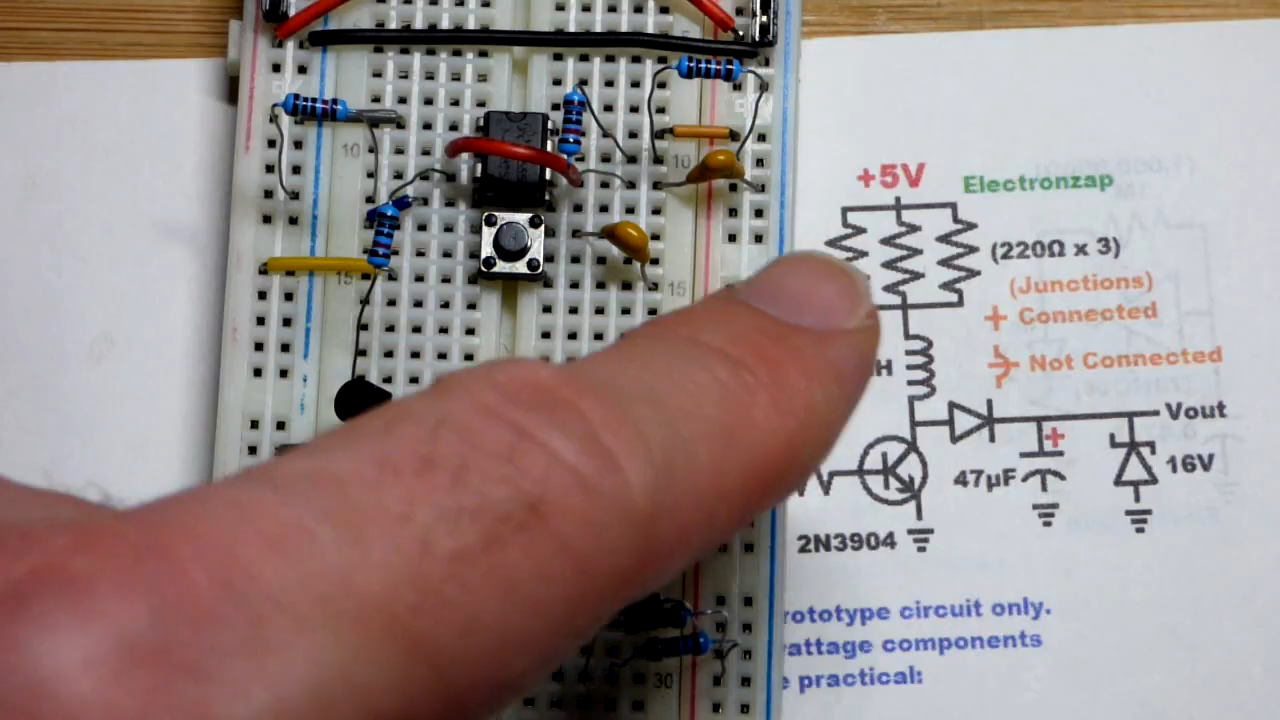 +5V
Electronzap
(220Ω x 3)
(Junctions)
Connected
Not Connected
H
Vout
+
47µF
16V
2N3904
rototype circuit only.
attage components
practical:
10
10
15
15
30